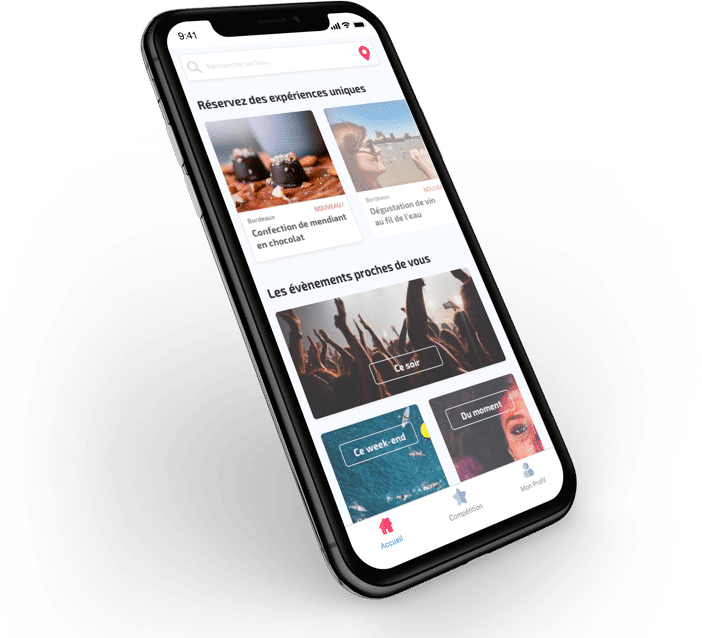 9:41
Rechercher un lieu...
Réservez des expériences uniques
Bordeaux
NOUVEAU !
Confection de mendiant
en chocolat
Bordeaux
NOUVEAU
Dégustation de vin
au fil de l'eau
Les évènements proches de vous
Ce soir
Ce week-end
Du moment
Accueil
Compétition
Mon Profil